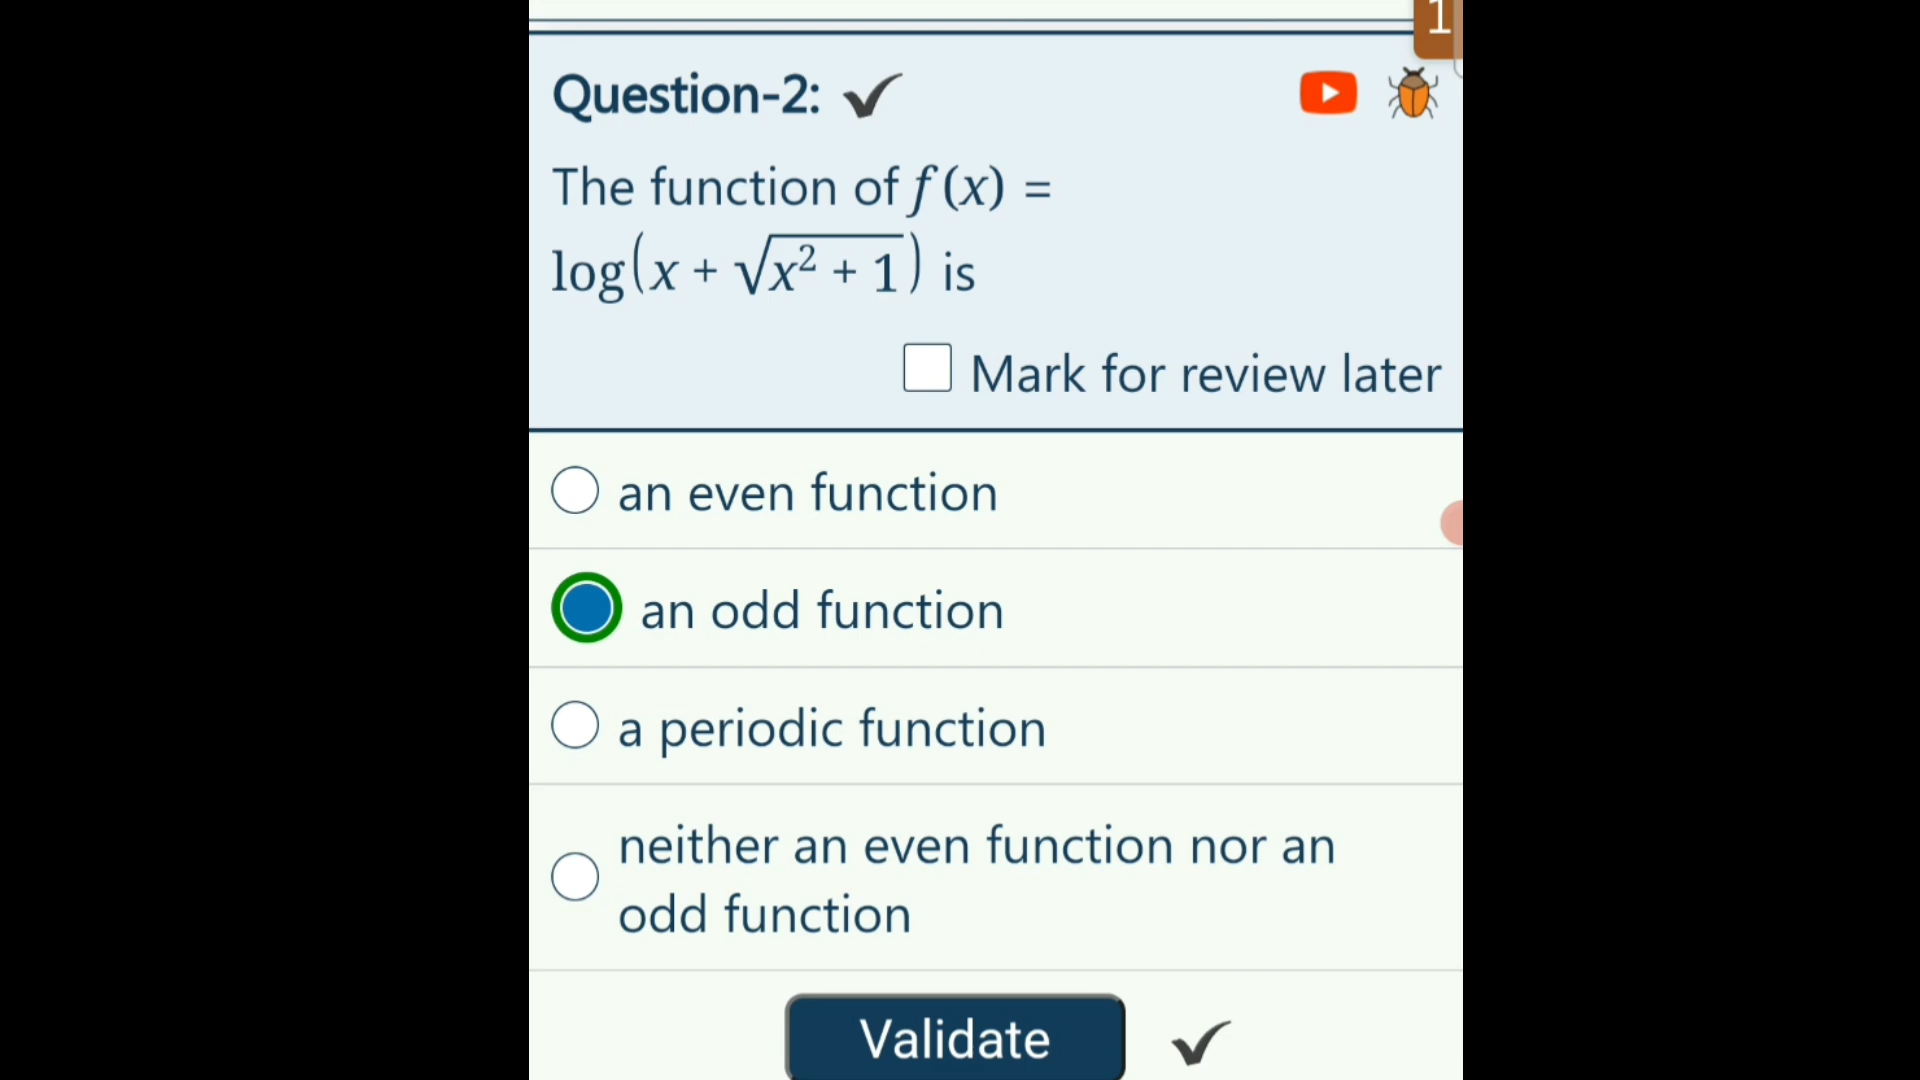 1
Question-2:
The function of f(x) =
log(x + √(x² + 1)) is
Mark for review later
an even function
an odd function
a periodic function
neither an even function nor an
odd function
Validate